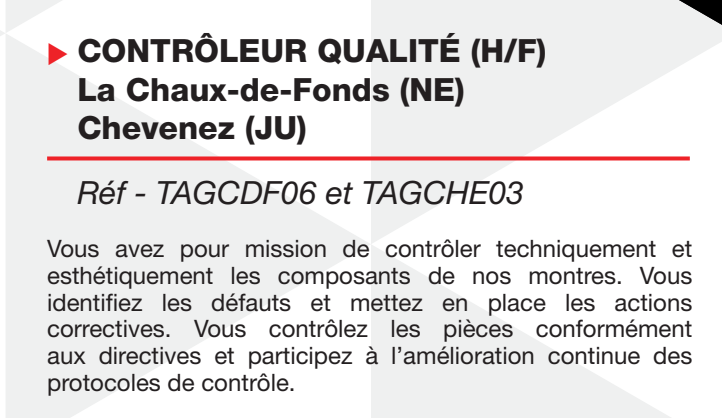 CONTRÔLEUR QUALITÉ (H/F)
La Chaux-de-Fonds (NE)
Chevenez (JU)
Réf - TAGCDF06 et TAGCHE03
Vous avez pour mission de contrôler techniquement et
esthétiquement les composants de nos montres. Vous
identifiez les défauts et mettez en place les actions
correctives. Vous contrôlez les pièces conformément
aux directives et participez à l’amélioration continue des
protocoles de contrôle.